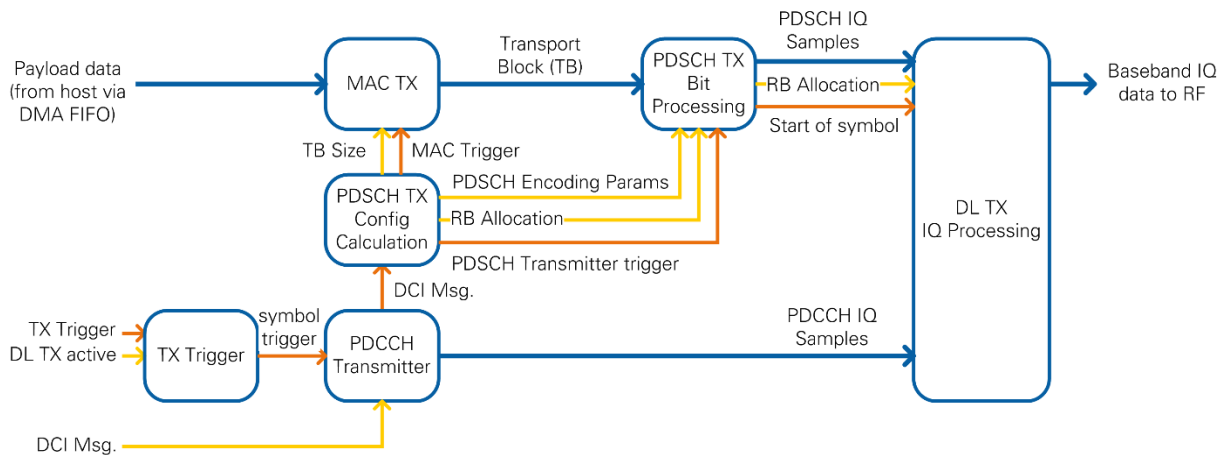 PDSCH IQ
Samples
Payload data
(from host via
DMA FIFO)
MAC TX
Transport
Block (TB)
PDSCH TX
Bit
Processing
RB Allocation
Start of symbol
Baseband IQ
data to RF
TB Size
MAC Trigger
PDSCH TX
Config
Calculation
PDSCH Encoding Params
RB Allocation
PDSCH Transmitter trigger
DL TX
IQ Processing
DCI Msg.
TX Trigger
DL TX active
TX Trigger
symbol
trigger
PDCCH
Transmitter
PDCCH IQ
Samples
DCI Msg.